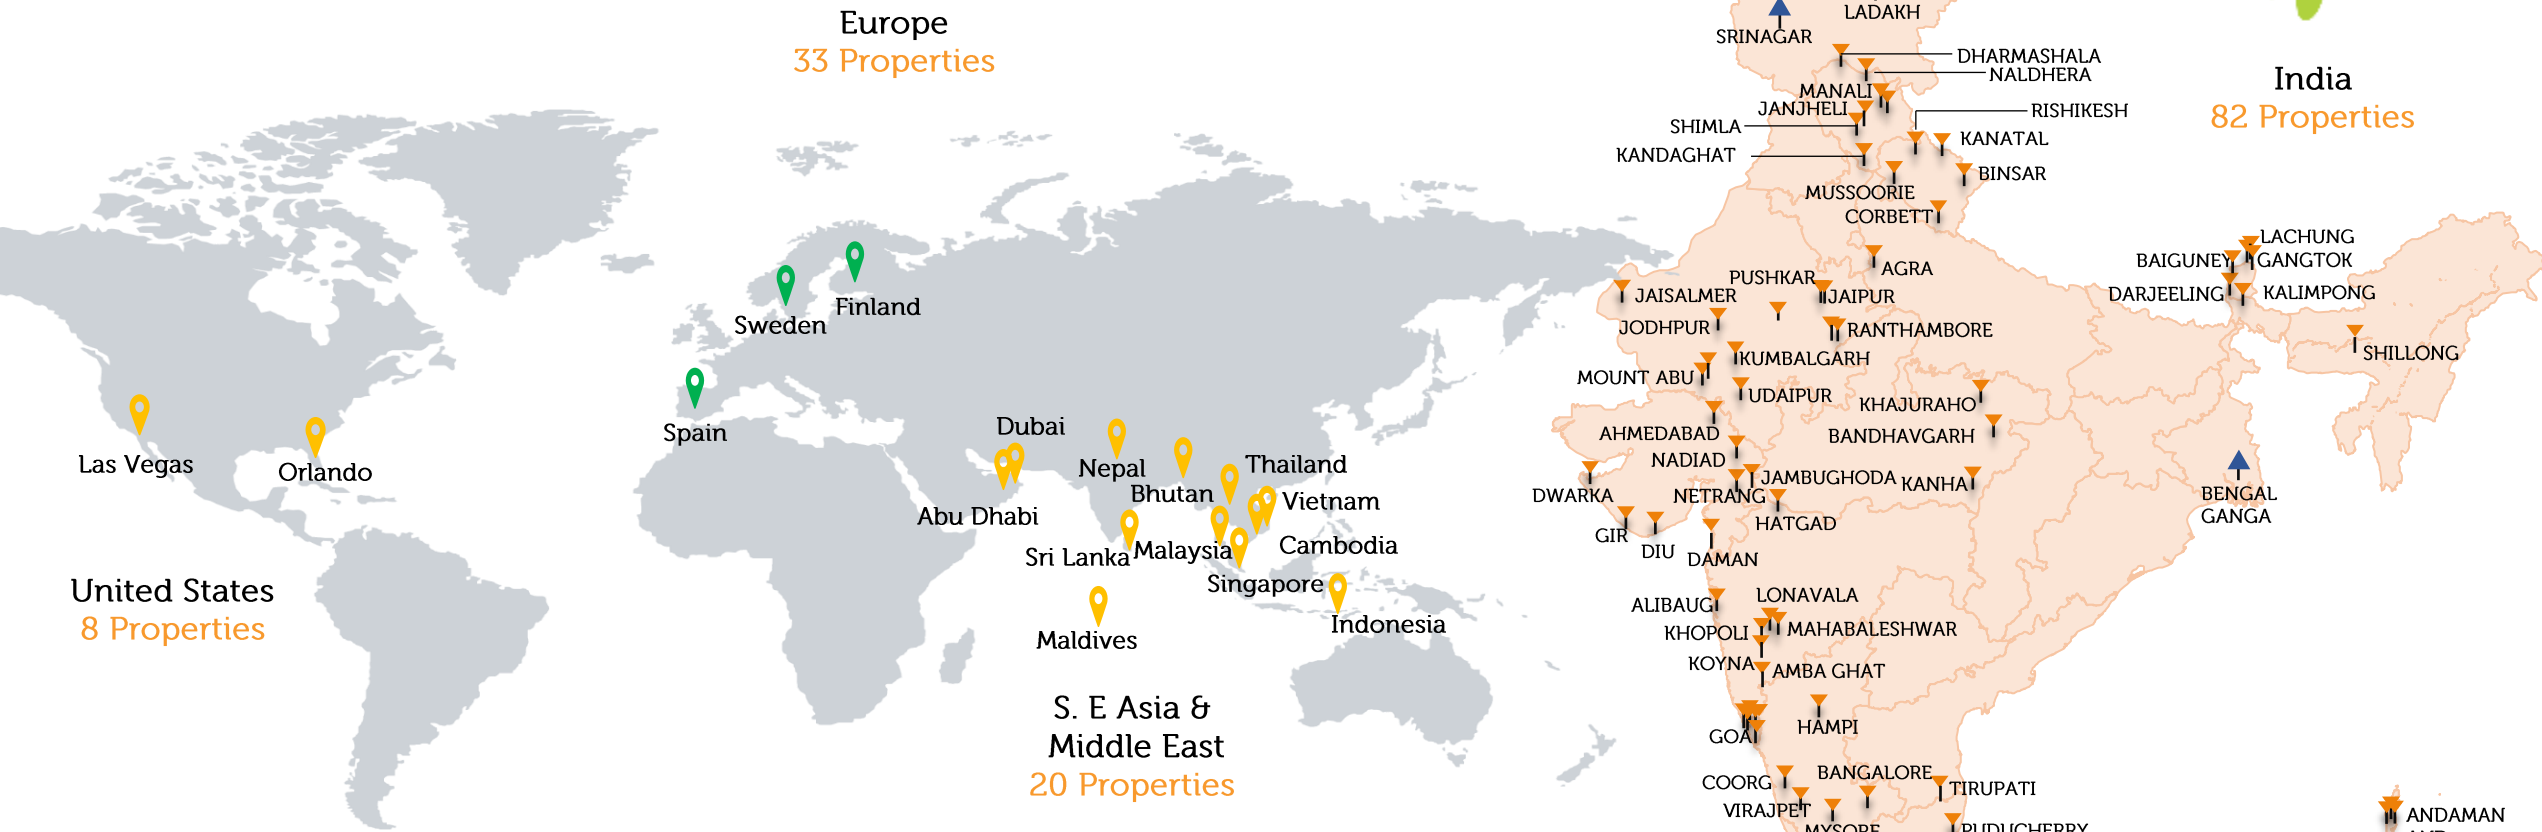 Europe
33 Properties
Finland
Sweden
Spain
Las Vegas
Orlando
United States
8 Properties
Dubai
Abu Dhabi
Nepal
Bhutan
Thailand
Vietnam
Sri Lanka
Malaysia
Cambodia
Singapore
Indonesia
Maldives
S. E Asia &
Middle East
20 Properties
India
82 Properties
LADAKH
SRINAGAR
DHARMASHALA
NALDHERA
MANALI
JANJHELI
RISHIKESH
SHIMLA
KANATAL
KANDAGHAT
BINSAR
MUSSOORIE
CORBETT
LACHUNG
BAIGUNEY
GANGTOK
AGRA
PUSHKAR
JAISALMER
JAIPUR
DARJEELING
KALIMPONG
JODHPUR
RANTHAMBORE
SHILLONG
KUMBALGARH
MOUNT ABU
UDAIPUR
KHAJURAHO
AHMEDABAD
BANDHAVGARH
NADIAD
JAMBUGHODA
KANHA
DWARKA
NETRANG
BENGAL
GANGA
HATGAD
GIR
DIU
DAMAN
LONAVALA
ALIBAUG
MAHABALESHWAR
KHOPOLI
KOYNA
AMBA GHAT
HAMPI
GOA
BANGALORE
COORG
TIRUPATI
VIRAJPET
ANDAMAN
MYSORE
PUDUCHERRY